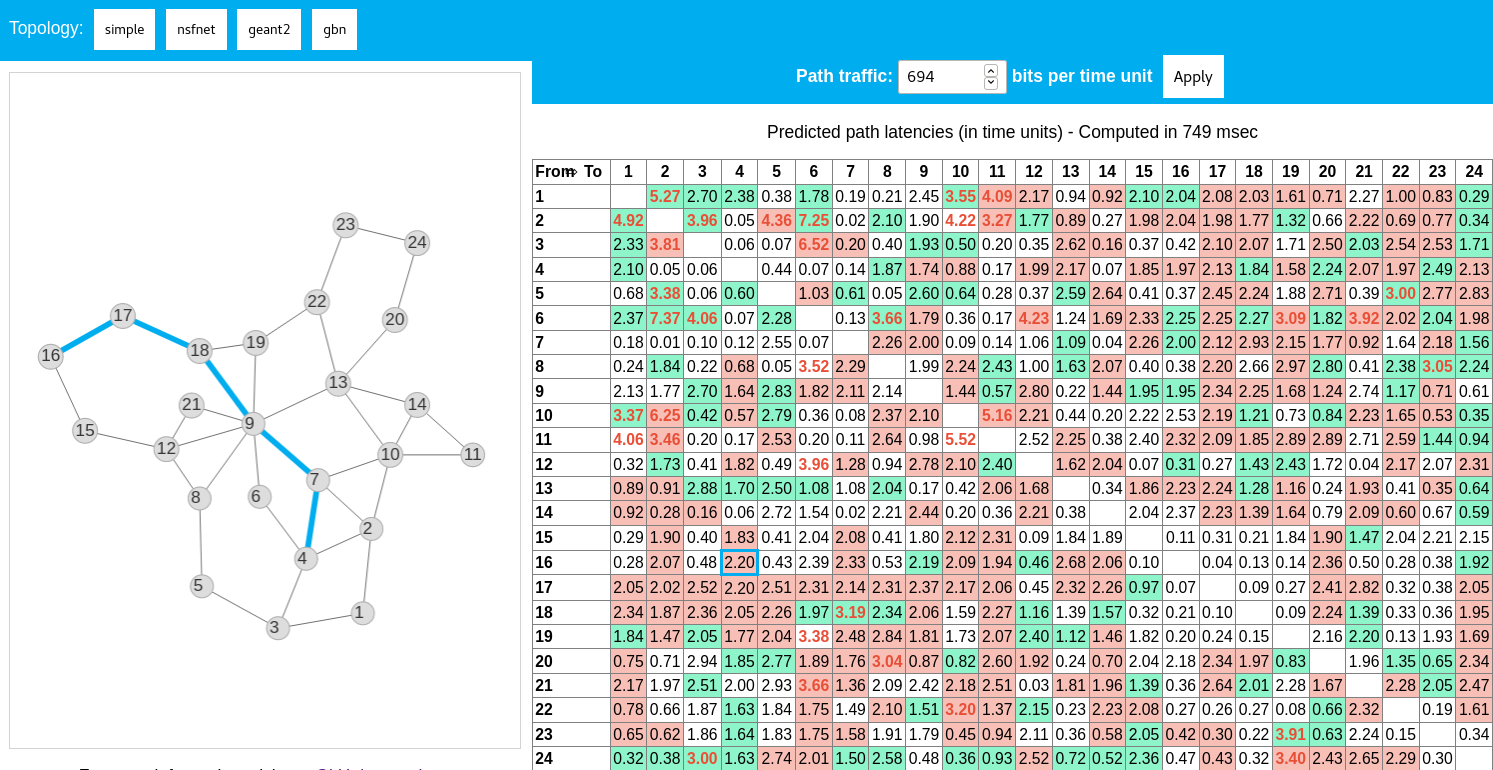 Topology: simple nsfnet geant2 gbn
Path traffic: 694 bits per time unit Apply
Predicted path latencies (in time units) - Computed in 749 msec
23
24
22
17
20
19
18
16
13
21
14
9
15
12
10
11
7
8
6
2
4
5
1
3
From To 1 2 3 4 5 6 7 8 9 10 11 12 13 14 15 16 17 18 19 20 21 22 23 24
1 5.27 2.70 2.38 0.38 1.78 0.19 0.21 2.45 3.55 4.09 2.17 0.94 0.92 2.10 2.04 2.08 2.03 1.61 0.71 2.27 1.00 0.83 0.29
2 4.92 3.96 0.05 4.36 7.25 0.02 2.10 1.90 4.22 3.27 1.77 0.89 0.27 1.98 2.04 1.98 1.77 1.32 0.66 2.22 0.69 0.77 0.34
3 2.33 3.81 0.06 0.07 6.52 0.20 0.40 1.93 0.50 0.20 0.35 2.62 0.16 0.37 0.42 2.10 2.07 1.71 2.50 2.03 2.54 2.53 1.71
4 2.10 0.05 0.06 0.44 0.07 0.14 1.87 1.74 0.88 0.17 1.99 2.17 0.07 1.85 1.97 2.13 1.84 1.58 2.24 2.07 1.97 2.49 2.13
5 0.68 3.38 0.06 0.60 1.03 0.61 0.05 2.60 0.64 0.28 0.37 2.59 2.64 0.41 0.37 2.45 2.24 1.88 2.71 0.39 3.00 2.77 2.83
6 2.37 7.37 4.06 0.07 2.28 0.13 3.66 1.79 0.36 0.17 4.23 1.24 1.69 2.33 2.25 2.25 2.27 3.09 1.82 3.92 2.02 2.04 1.98
7 0.18 0.01 0.10 0.12 2.55 0.07 2.26 2.00 0.09 0.14 1.06 1.09 0.04 2.26 2.00 2.12 2.93 2.15 1.77 0.92 1.64 2.18 1.56
8 0.24 1.84 0.22 0.68 0.05 3.52 2.29 1.99 2.24 2.43 1.00 1.63 2.07 0.40 0.38 2.20 2.66 2.97 2.80 0.41 2.38 3.05 2.24
9 2.13 1.77 2.70 1.64 2.83 1.82 2.11 2.14 1.44 0.57 2.80 0.22 1.44 1.95 1.95 2.34 2.25 1.68 1.24 2.74 1.17 0.71 0.61
10 3.37 6.25 0.42 0.57 2.79 0.36 0.08 2.37 2.10 5.16 2.21 0.44 0.20 2.22 2.53 2.19 1.21 0.73 0.84 2.23 1.65 0.53 0.35
11 4.06 3.46 0.20 0.17 2.53 0.20 0.11 2.64 0.98 5.52 2.52 2.25 0.38 2.40 2.32 2.09 1.85 2.89 2.89 2.71 2.59 1.44 0.94
12 0.32 1.73 0.41 1.82 0.49 3.96 1.28 0.94 2.78 2.10 2.40 1.62 2.04 0.07 0.31 0.27 1.43 2.43 1.72 0.04 2.17 2.07 2.31
13 0.89 0.91 2.88 1.70 2.50 1.08 1.08 2.04 0.17 0.42 2.06 1.68 0.34 1.86 2.23 2.24 1.28 1.16 0.24 1.93 0.41 0.35 0.64
14 0.92 0.28 0.16 0.06 2.72 1.54 0.02 2.21 2.44 0.20 0.36 2.21 0.38 2.04 2.37 2.23 1.39 1.64 0.79 2.09 0.60 0.67 0.59
15 0.29 1.90 0.40 1.83 0.41 2.04 2.08 0.41 1.80 2.12 2.31 0.09 1.84 1.89 0.11 0.31 0.21 1.84 1.90 1.47 2.04 2.21 2.15
16 0.28 2.07 0.48 2.20 0.43 2.39 2.33 0.53 2.19 2.09 1.94 0.46 2.68 2.06 0.10 0.04 0.13 0.14 2.36 0.50 0.28 0.38 1.92
17 2.05 2.02 2.52 2.20 2.51 2.31 2.14 2.31 2.37 2.17 2.06 0.45 2.32 2.26 0.97 0.07 0.09 0.27 2.41 2.82 0.32 0.38 2.05
18 2.34 1.87 2.36 2.05 2.26 1.97 3.19 2.34 2.06 1.59 2.27 1.16 1.39 1.57 0.32 0.21 0.10 0.09 2.24 1.39 0.33 0.36 1.95
19 1.84 1.47 2.05 1.77 2.04 3.38 2.48 2.84 1.81 1.73 2.07 2.40 1.12 1.46 1.82 0.20 0.24 0.15 2.16 2.20 0.13 1.93 1.69
20 0.75 0.71 2.94 1.85 2.77 1.89 1.76 3.04 0.87 0.82 2.60 1.92 0.24 0.70 2.04 2.18 2.34 1.97 0.83 1.96 1.35 0.65 2.34
21 2.17 1.97 2.51 2.00 2.93 3.66 1.36 2.09 2.42 2.18 2.51 0.03 1.81 1.96 1.39 0.36 2.64 2.01 2.28 1.67 2.28 2.05 2.47
22 0.78 0.66 1.87 1.63 1.84 1.75 1.49 2.10 1.51 3.20 1.37 2.15 0.23 2.23 2.08 0.27 0.26 0.27 0.08 0.66 2.32 0.19 1.61
23 0.65 0.62 1.86 1.64 1.83 1.75 1.58 1.91 1.79 0.45 0.94 2.11 0.36 0.58 2.05 0.42 0.30 0.22 3.91 0.63 2.24 0.15 0.34
24 0.32 0.38 3.00 1.63 2.74 2.01 1.50 2.58 0.48 0.36 0.93 2.52 0.72 0.52 2.36 0.47 0.43 0.32 3.40 2.43 2.65 2.29 0.30